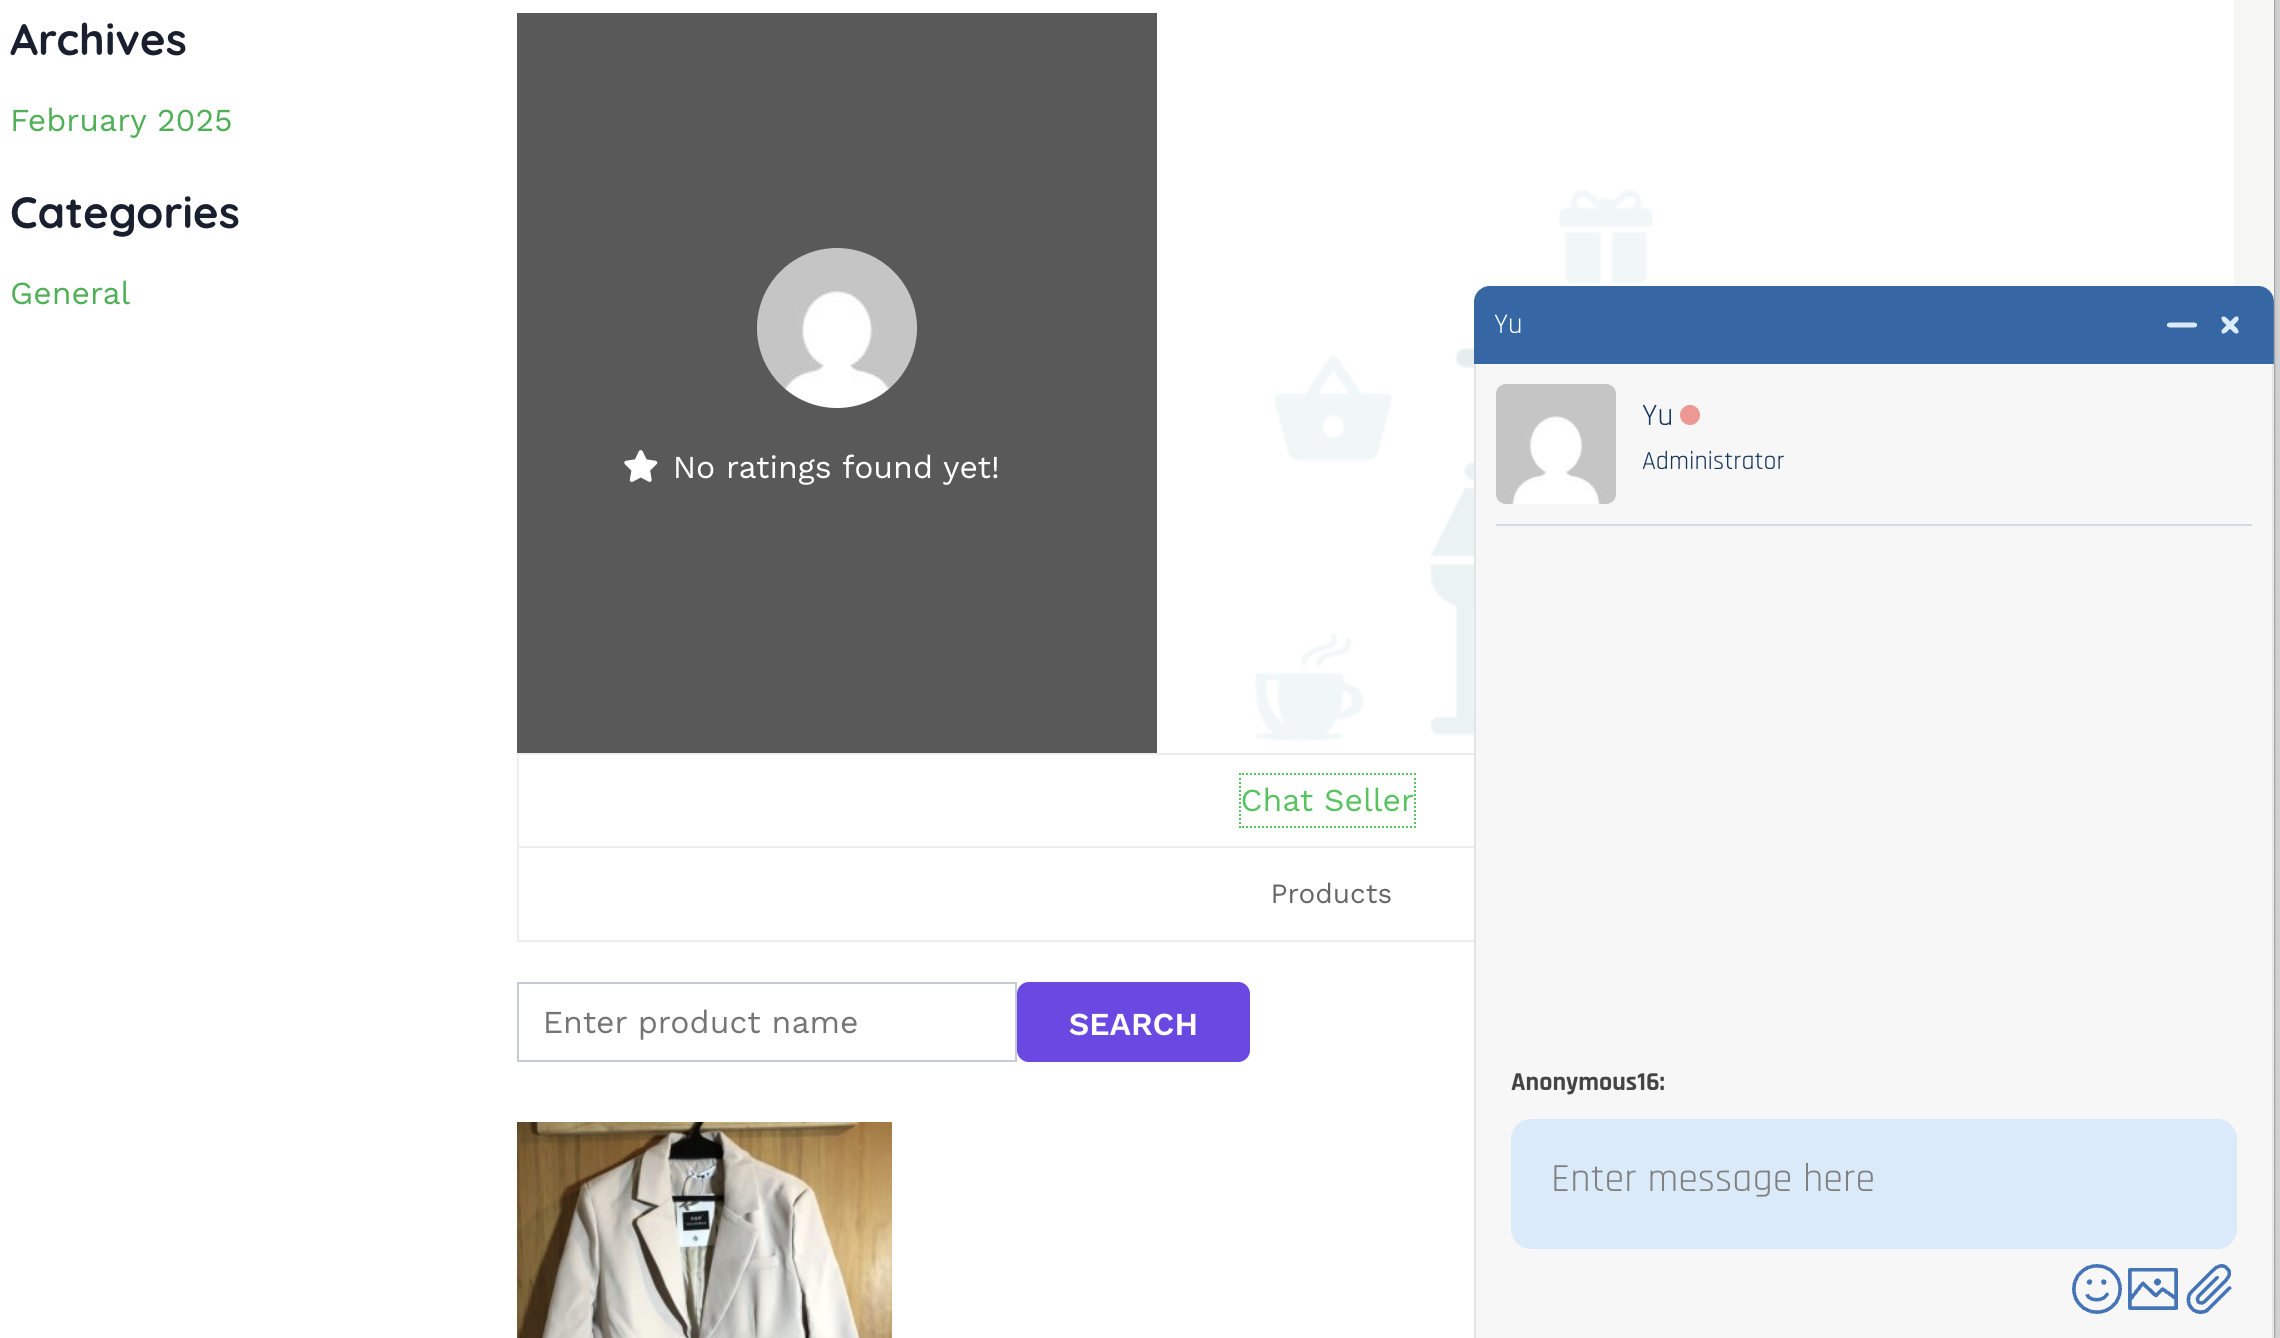 Archives
February 2025
Categories
General
No ratings found yet!
Chat Seller
Products
Enter product name
SEARCH
Yu
Yu
Administrator
Anonymous16:
Enter message here